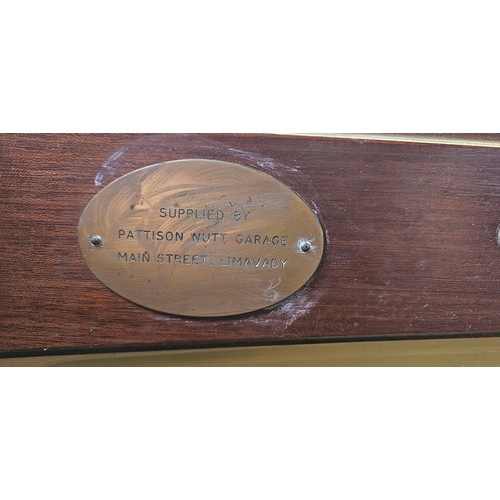 SUPPLIED BY
PATTISON NUTT GARAGE
MAIN STREET, LIMAVADY